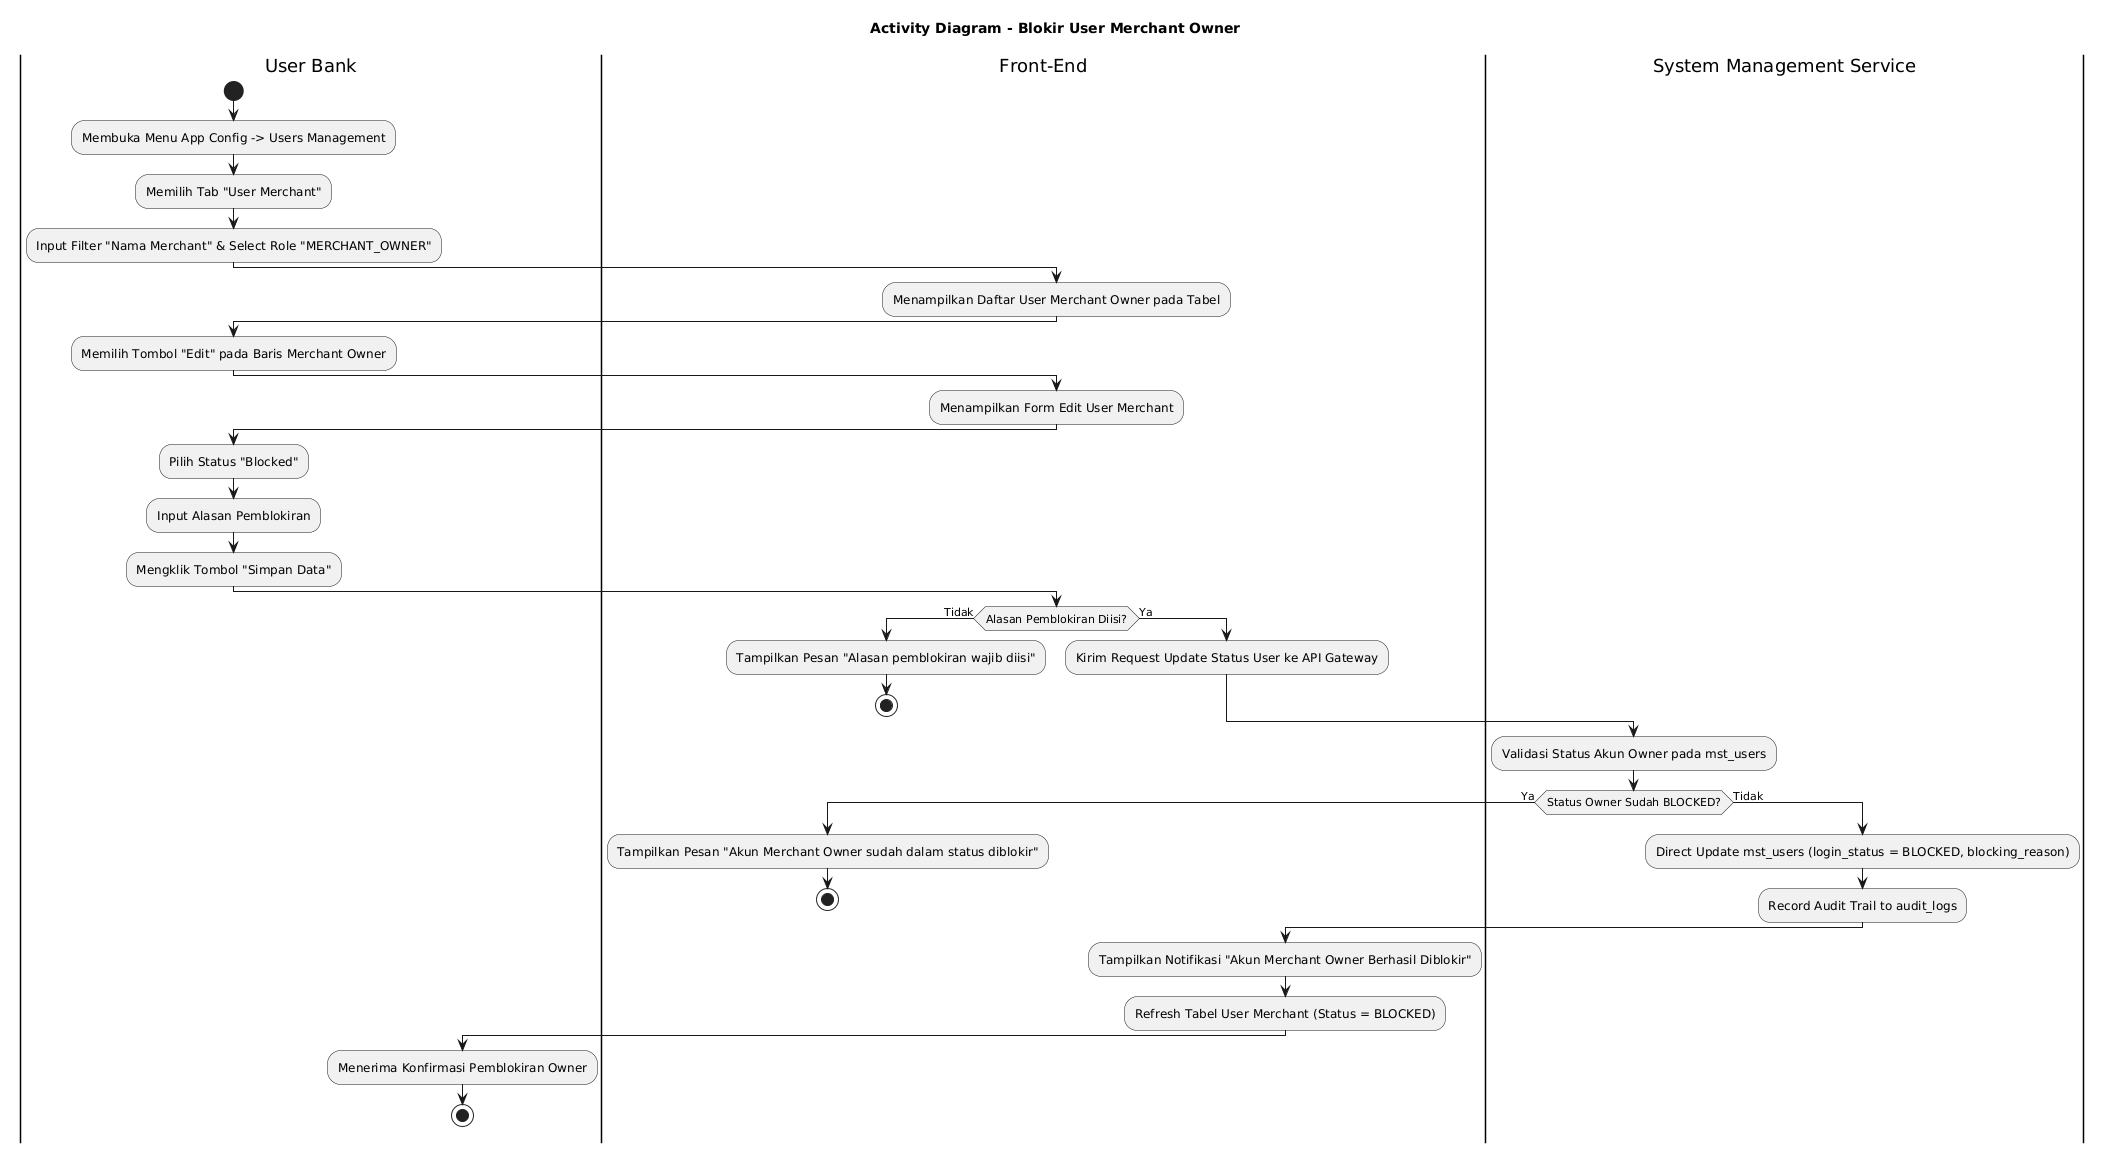 Activity Diagram - Blokir User Merchant Owner
User Bank
Front-End
System Management Service
Membuka Menu App Config -> Users Management
Memilih Tab "User Merchant"
Input Filter "Nama Merchant" & Select Role "MERCHANT_OWNER"
Menampilkan Daftar User Merchant Owner pada Tabel
Memilih Tombol "Edit" pada Baris Merchant Owner
Menampilkan Form Edit User Merchant
Pilih Status "Blocked"
Input Alasan Pemblokiran
Mengklik Tombol "Simpan Data"
Tidak
Alasan Pemblokiran Diisi?
Ya
Tampilkan Pesan "Alasan pemblokiran wajib diisi"
Kirim Request Update Status User ke API Gateway
Validasi Status Akun Owner pada mst_users
Ya
Status Owner Sudah BLOCKED?
Tidak
Tampilkan Pesan "Akun Merchant Owner sudah dalam status diblokir"
Direct Update mst_users (login_status = BLOCKED, blocking_reason)
Record Audit Trail to audit_logs
Tampilkan Notifikasi "Akun Merchant Owner Berhasil Diblokir"
Refresh Tabel User Merchant (Status = BLOCKED)
Menerima Konfirmasi Pemblokiran Owner